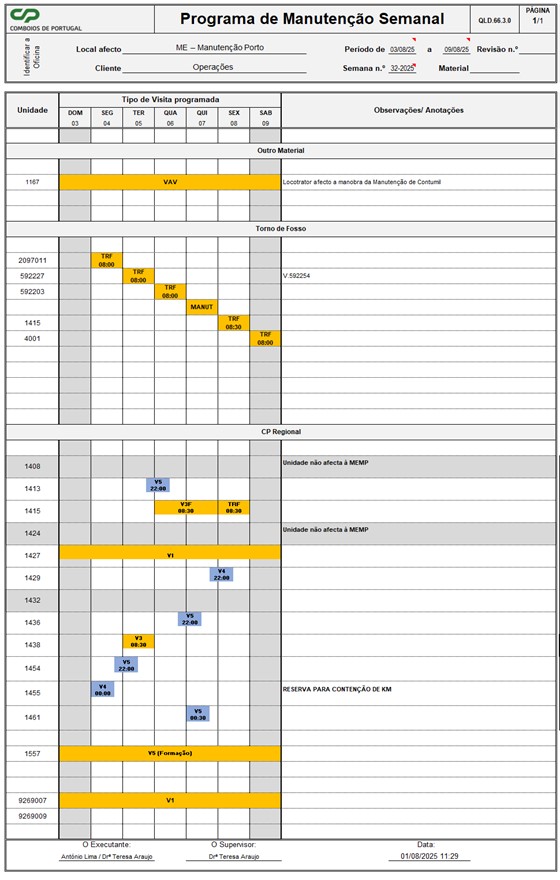 CP
COMBOIOS DE PORTUGAL
Programa de Manutenção Semanal
QLD.66.3.0
PÁGINA
1/1
Identificar a Oficina
Local afecto ME – Manutenção Porto
Periodo de 03/08/25 a 09/08/25 Revisão n.º
Cliente Operações
Semana n.º 32-2025 Material
Unidade
Tipo de Visita programada
Observações/ Anotações
DOM SEG TER QUA QUI SEX SAB
03 04 05 06 07 08 09
Outro Material
1167 VAV Locotrator afecto a manobra da Manutenção de Contumil
Torno de Fosso
2097011 TRF 08:00
592227 TRF 08:00 V.592254
592203 TRF 08:00
MANUT
1415 TRF 08:30
4001 TRF 08:00
CP Regional
1408 Unidade não afecta à MEMP
1413 V5 22:00
1415 V3F 08:30 TRF 08:30
1424 Unidade não afecta à MEMP
1427 V1
1429 V4 22:00
1432
1436 V5 22:00
1438 V3 08:30
1454 V5 22:00
1455 V4 00:00 RESERVA PARA CONTENÇÃO DE KM
1461 V5 00:30
1557 V5 (Formação)
9269007 V1
9269009
O Executante: O Supervisor: Data:
António Lima / Drª Teresa Araujo Drª Teresa Araujo 01/08/2025 11:29